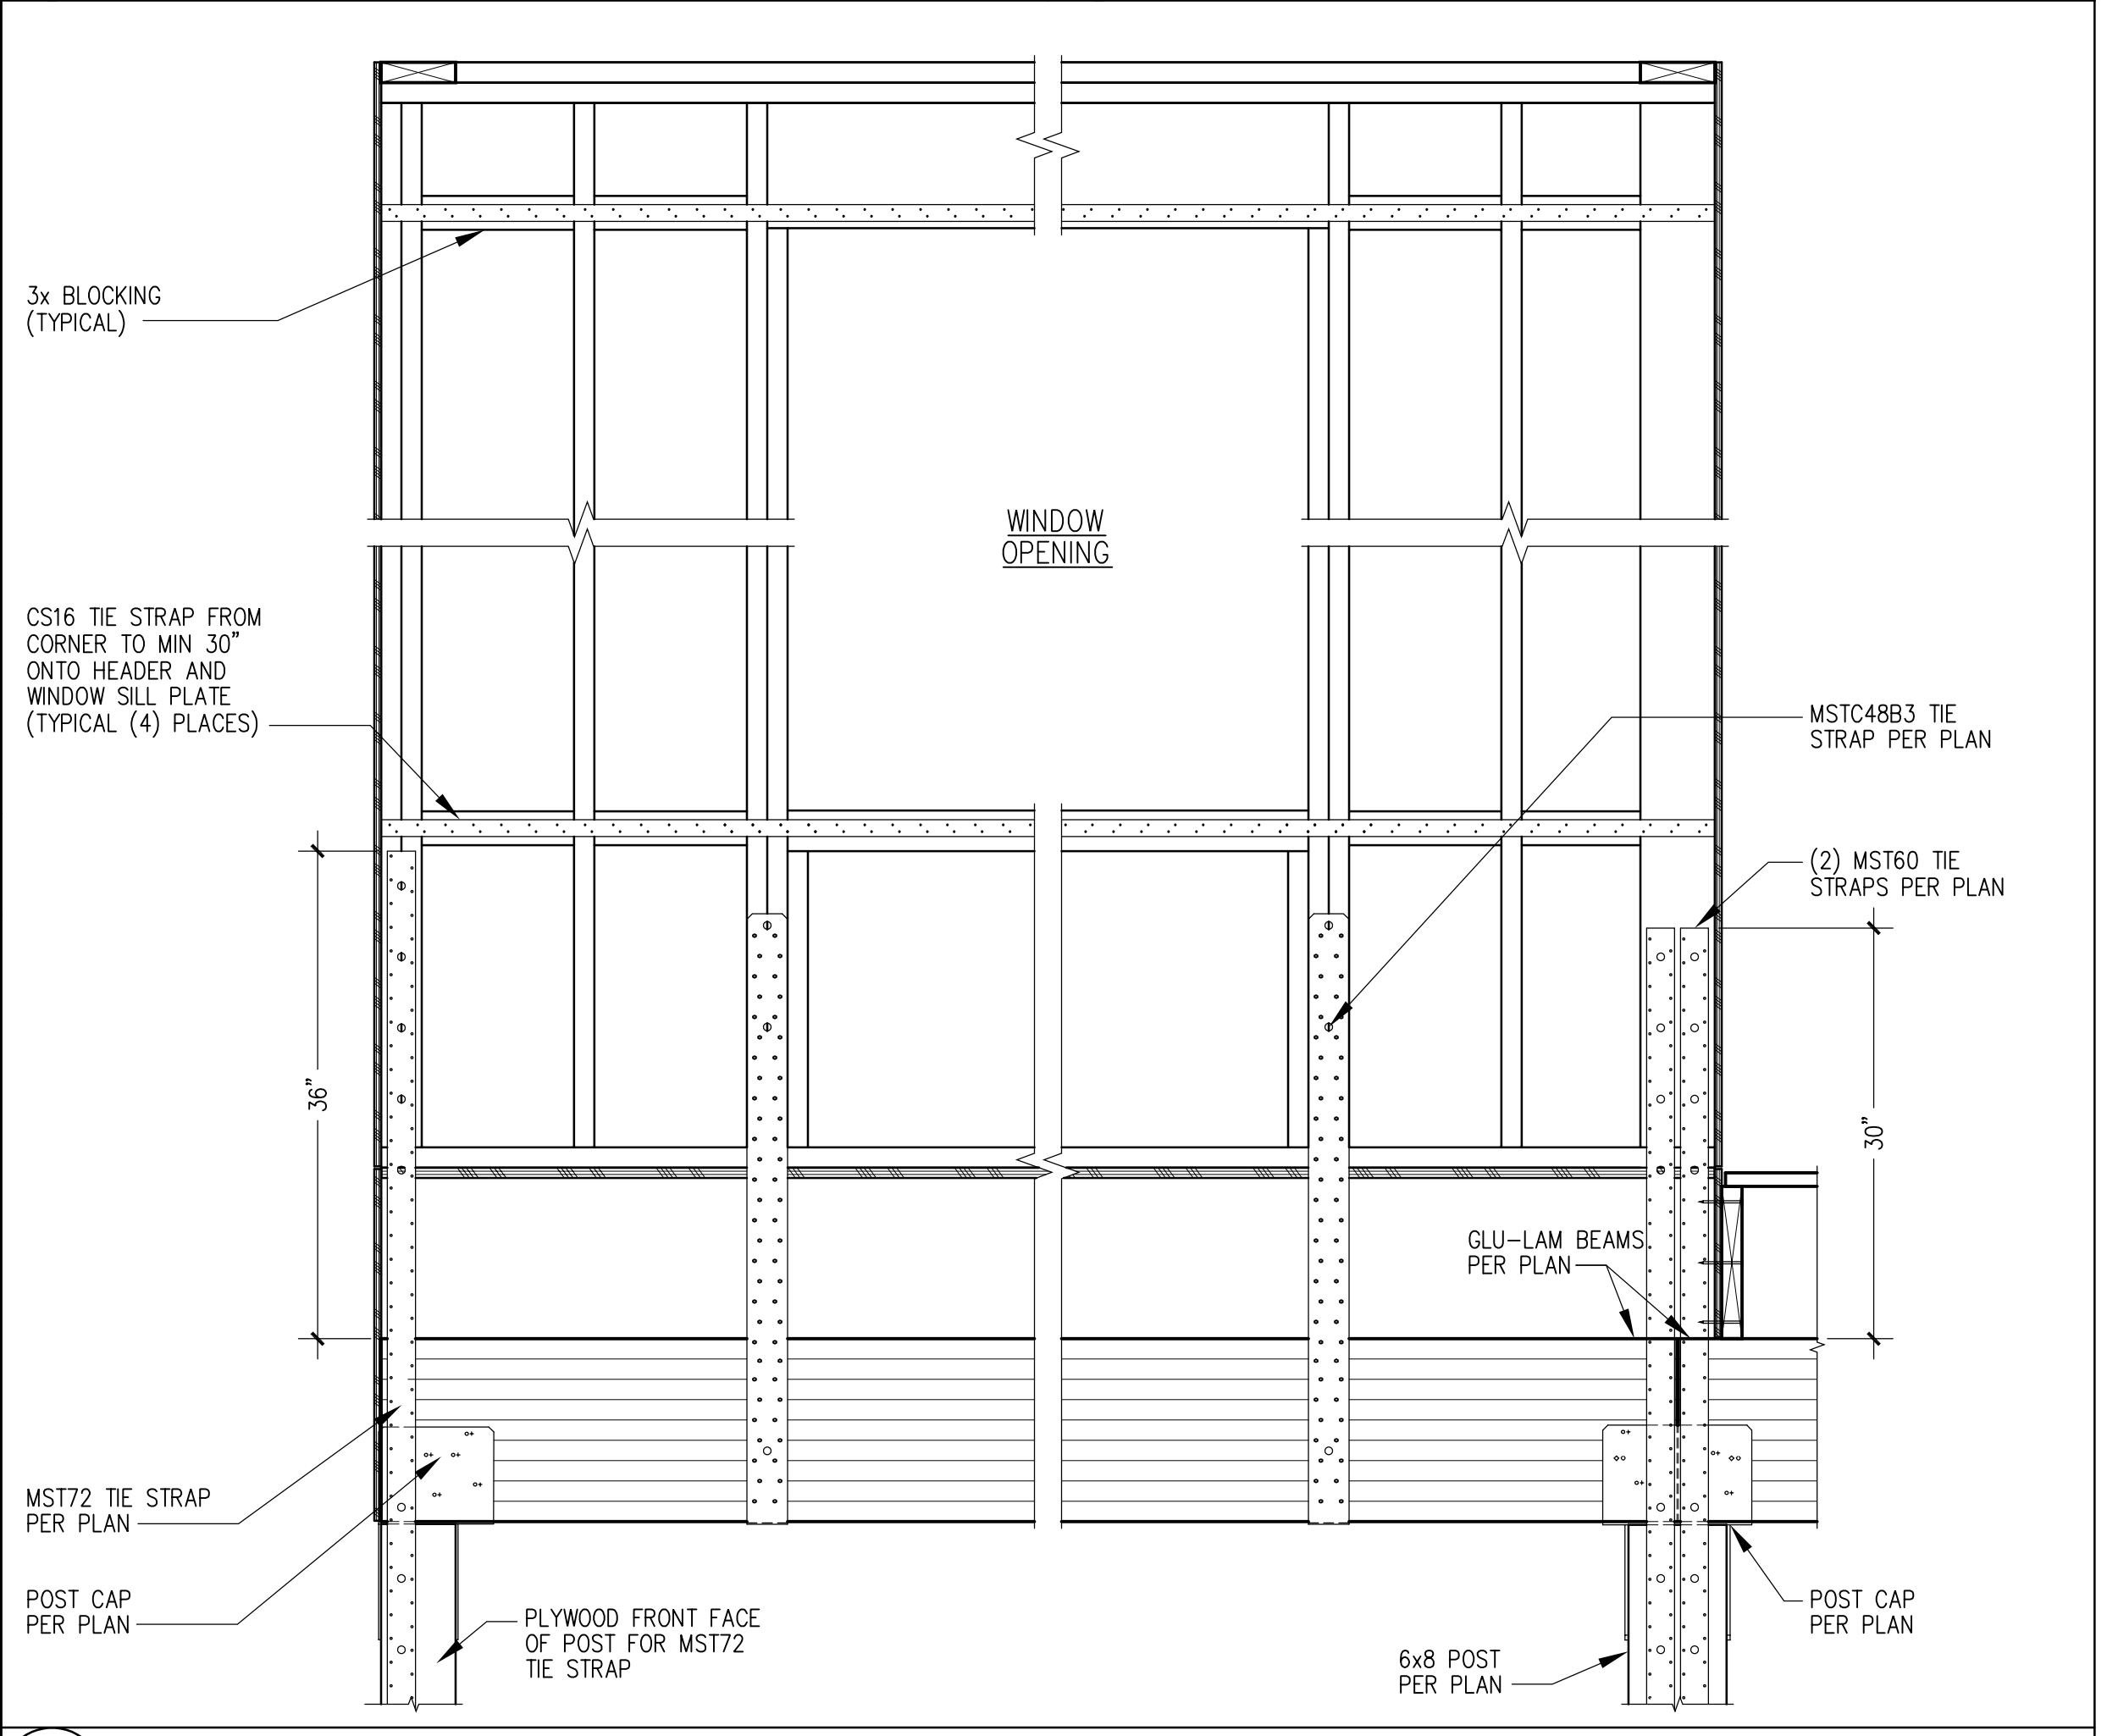 3x BLOCKING
(TYPICAL)
WINDOW
OPENING
CS16 TIE STRAP FROM
CORNER TO MIN 30"
ONTO HEADER AND
WINDOW SILL PLATE
(TYPICAL (4) PLACES)
MSTC48B3 TIE
STRAP PER PLAN
(2) MST60 TIE
STRAPS PER PLAN
36"
30"
GLU-LAM BEAMS
PER PLAN
MST72 TIE STRAP
PER PLAN
POST CAP
PER PLAN
PLYWOOD FRONT FACE
OF POST FOR MST72
TIE STRAP
6x8 POST
PER PLAN
POST CAP
PER PLAN